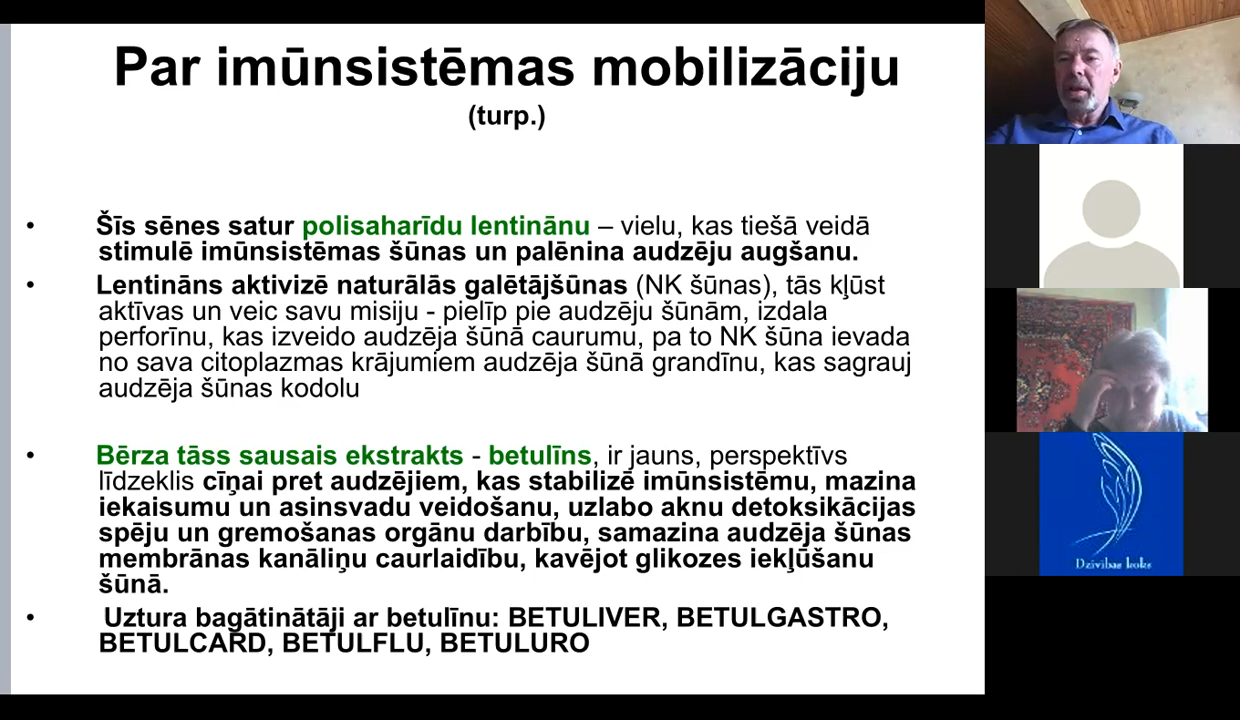 Par imūnsistēmas mobilizāciju
(turp.)
• Šīs sēnes satur polisaharīdu lentinānu – vielu, kas tiešā veidā
stimulē imūnsistēmas šūnas un palēnina audzēju augšanu.
• Lentināns aktivizē naturālās galētājšūnas (NK šūnas), tās kļūst
aktīvas un veic savu misiju - pielīp pie audzēju šūnām, izdala
perforīnu, kas izveido audzēja šūnā caurumu, pa to NK šūna ievada
no sava citoplazmas krājumiem audzēja šūnā grandīnu, kas sagrauj
audzēja šūnas kodolu
• Bērza tāss sausais ekstrakts - betulīns, ir jauns, perspektīvs
līdzeklis cīņai pret audzējiem, kas stabilizē imūnsistēmu, mazina
iekaisumu un asinsvadu veidošanu, uzlabo aknu detoksikācijas
spēju un gremošanas orgānu darbību, samazina audzēja šūnas
membrānas kanāliņu caurlaidību, kavējot glikozes iekļūšanu
šūnā.
• Uztura bagātinātāji ar betulīnu: BETULIVER, BETULGASTRO,
BETULCARD, BETULFLU, BETULURO
Dzīvības koks